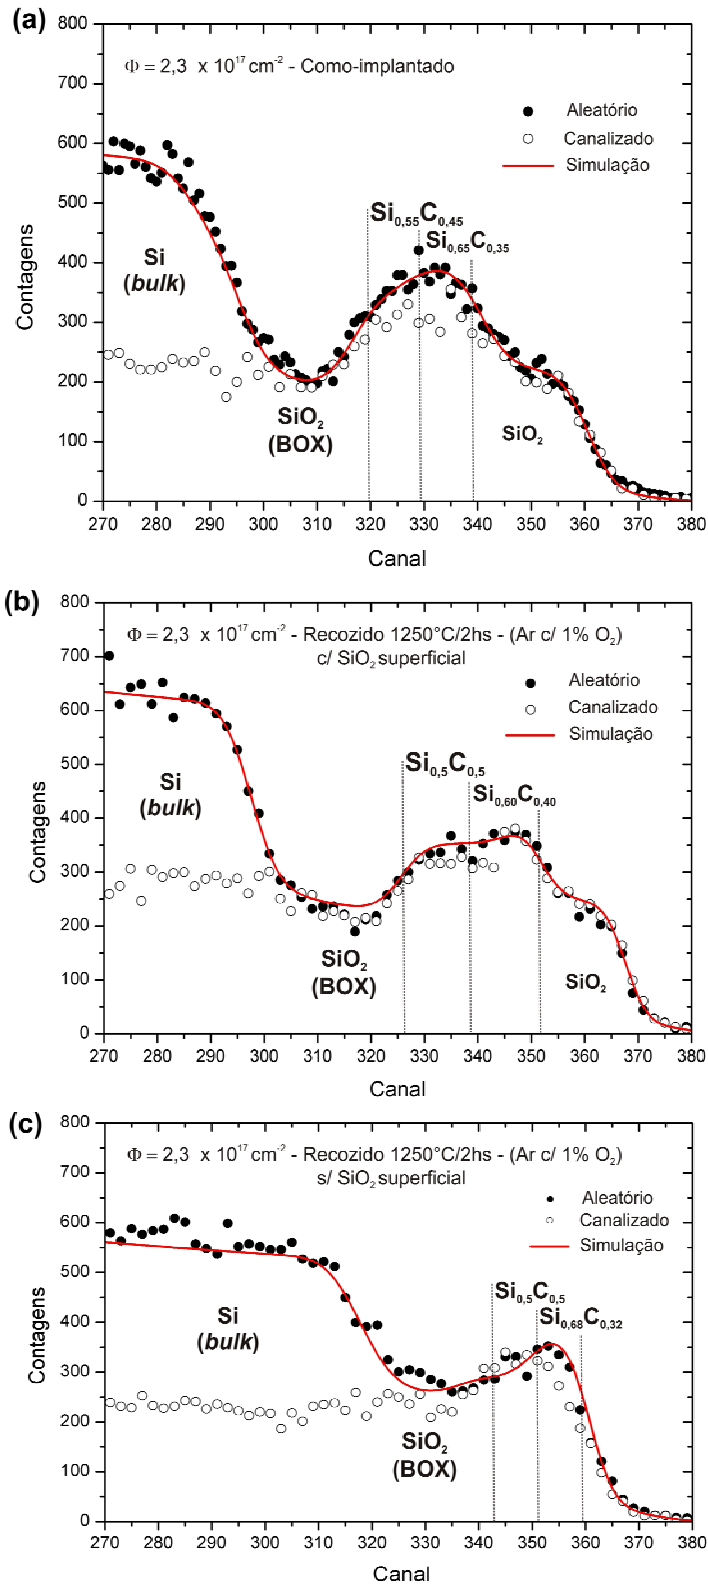 (a)
Φ = 2,3 x 10¹⁷ cm⁻² - Como-implantado
Aleatório
Canalizado
Simulação
Si₀,₅₅C₀,₄₅
Si₀,₆₅C₀,₃₅
Si
(bulk)
SiO₂
(BOX)
SiO₂
Contagens
800
700
600
500
400
300
200
100
0
270 280 290 300 310 320 330 340 350 360 370 380
Canal
(b)
Φ = 2,3 x 10¹⁷ cm⁻² - Recozido 1250°C/2hs - (Ar c/ 1% O₂)
c/ SiO₂ superficial
Aleatório
Canalizado
Simulação
Si₀,₅C₀,₅
Si₀,₆₀C₀,₄₀
Si
(bulk)
SiO₂
(BOX)
SiO₂
Contagens
800
700
600
500
400
300
200
100
0
270 280 290 300 310 320 330 340 350 360 370 380
Canal
(c)
Φ = 2,3 x 10¹⁷ cm⁻² - Recozido 1250°C/2hs - (Ar c/ 1% O₂)
s/ SiO₂ superficial
Aleatório
Canalizado
Simulação
Si₀,₅C₀,₅
Si₀,₆₈C₀,₃₂
Si
(bulk)
SiO₂
(BOX)
Contagens
800
700
600
500
400
300
200
100
0
270 280 290 300 310 320 330 340 350 360 370 380
Canal